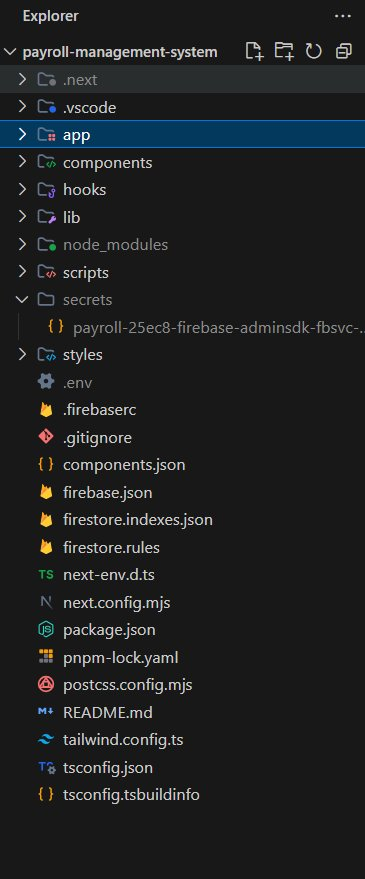 Explorer
payroll-management-system
.next
.vscode
app
components
hooks
lib
node_modules
scripts
secrets
{ } payroll-25ec8-firebase-adminsdk-fbsvc-...
styles
.env
.firebaserc
.gitignore
{ } components.json
firebase.json
firestore.indexes.json
firestore.rules
TS next-env.d.ts
N next.config.mjs
JS package.json
pnpm-lock.yaml
postcss.config.mjs
M README.md
tailwind.config.ts
TS tsconfig.json
{ } tsconfig.tsbuildinfo